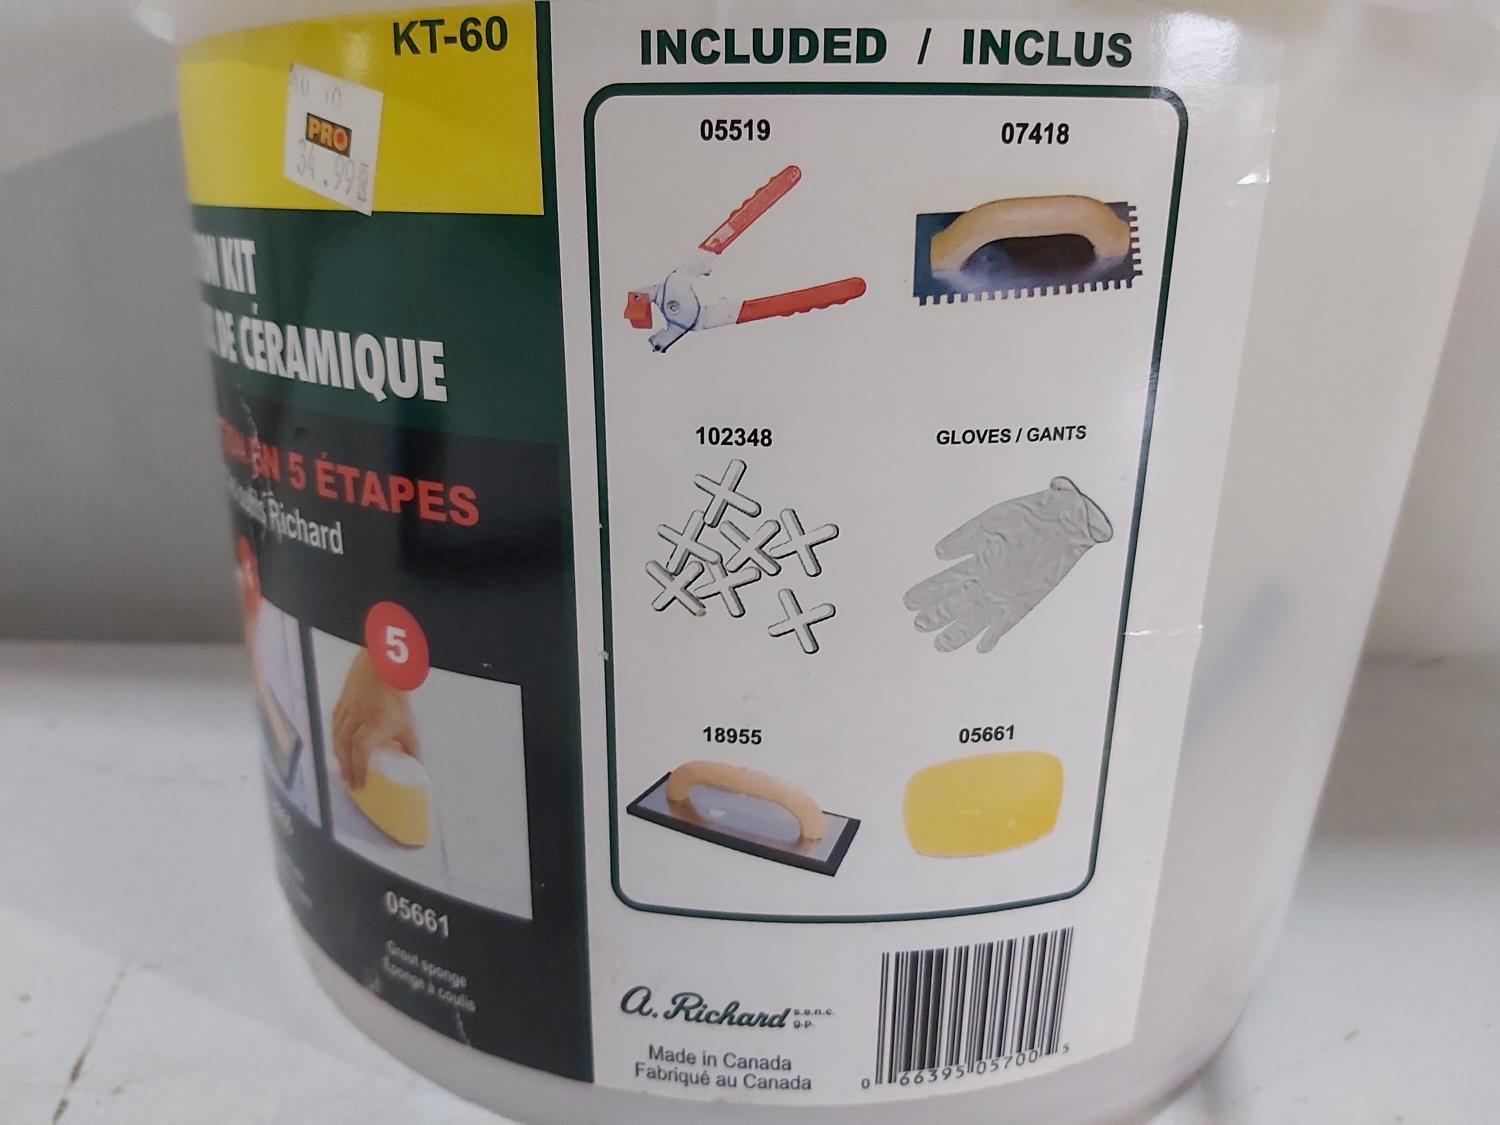 KT-60
PRO
34.99
KIT
DE CÉRAMIQUE
EN 5 ÉTAPES
Richard
5
05661
Grout sponge
Éponge à coulis
INCLUDED / INCLUS
05519
07418
102348
GLOVES / GANTS
18955
05661
A. Richard s.e.n.c.
g.p.
Made in Canada
Fabriqué au Canada
0 66395 05700 5